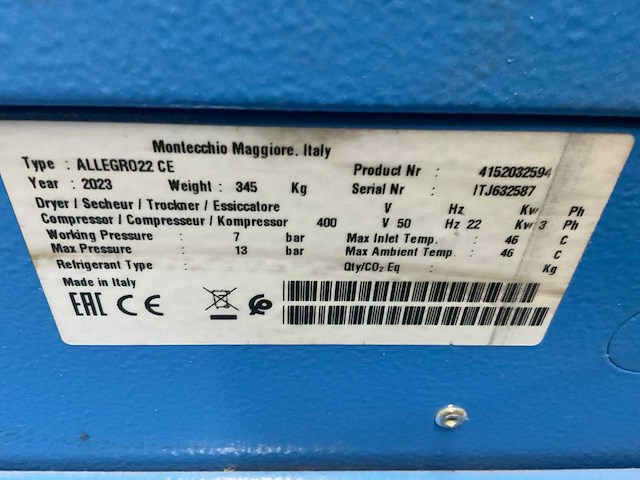 Montecchio Maggiore. Italy
Type : ALLEGRO22 CE Product Nr : 4152032594
Year : 2023 Weight : 345 Kg Serial Nr : ITJ632587
Dryer / Secheur / Trockner / Essiccatore V Hz Kw Ph
Compressor / Compresseur / Kompressor 400 V 50 Hz 22 Kw 3 Ph
Working Pressure : 7 bar Max Inlet Temp. : 46 C
Max Pressure : 13 bar Max Ambient Temp : 46 C
Refrigerant Type : Qty/CO₂ Eq : Kg
Made in Italy
EAC CE